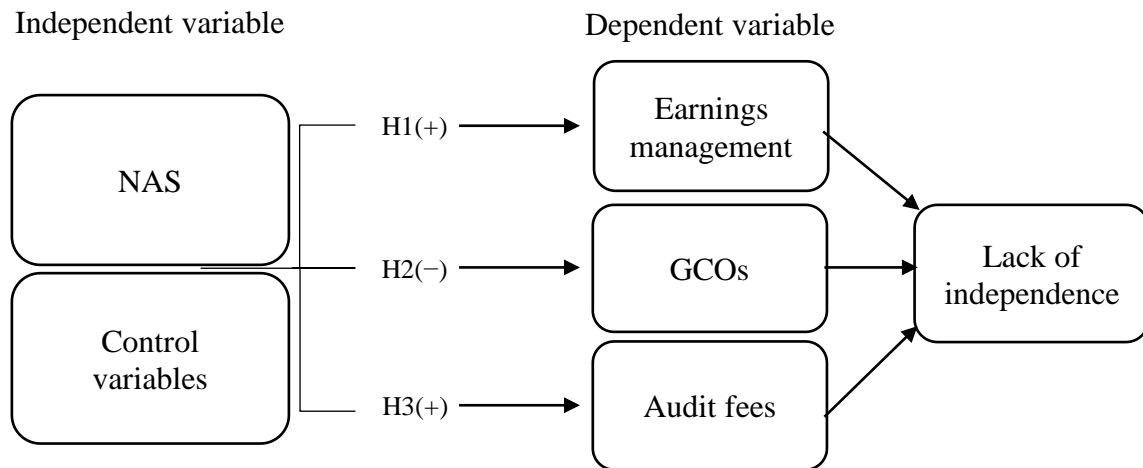 Independent variable
Dependent variable
NAS
Control
variables
H1(+)
H2(−)
H3(+)
Earnings
management
GCOs
Audit fees
Lack of
independence